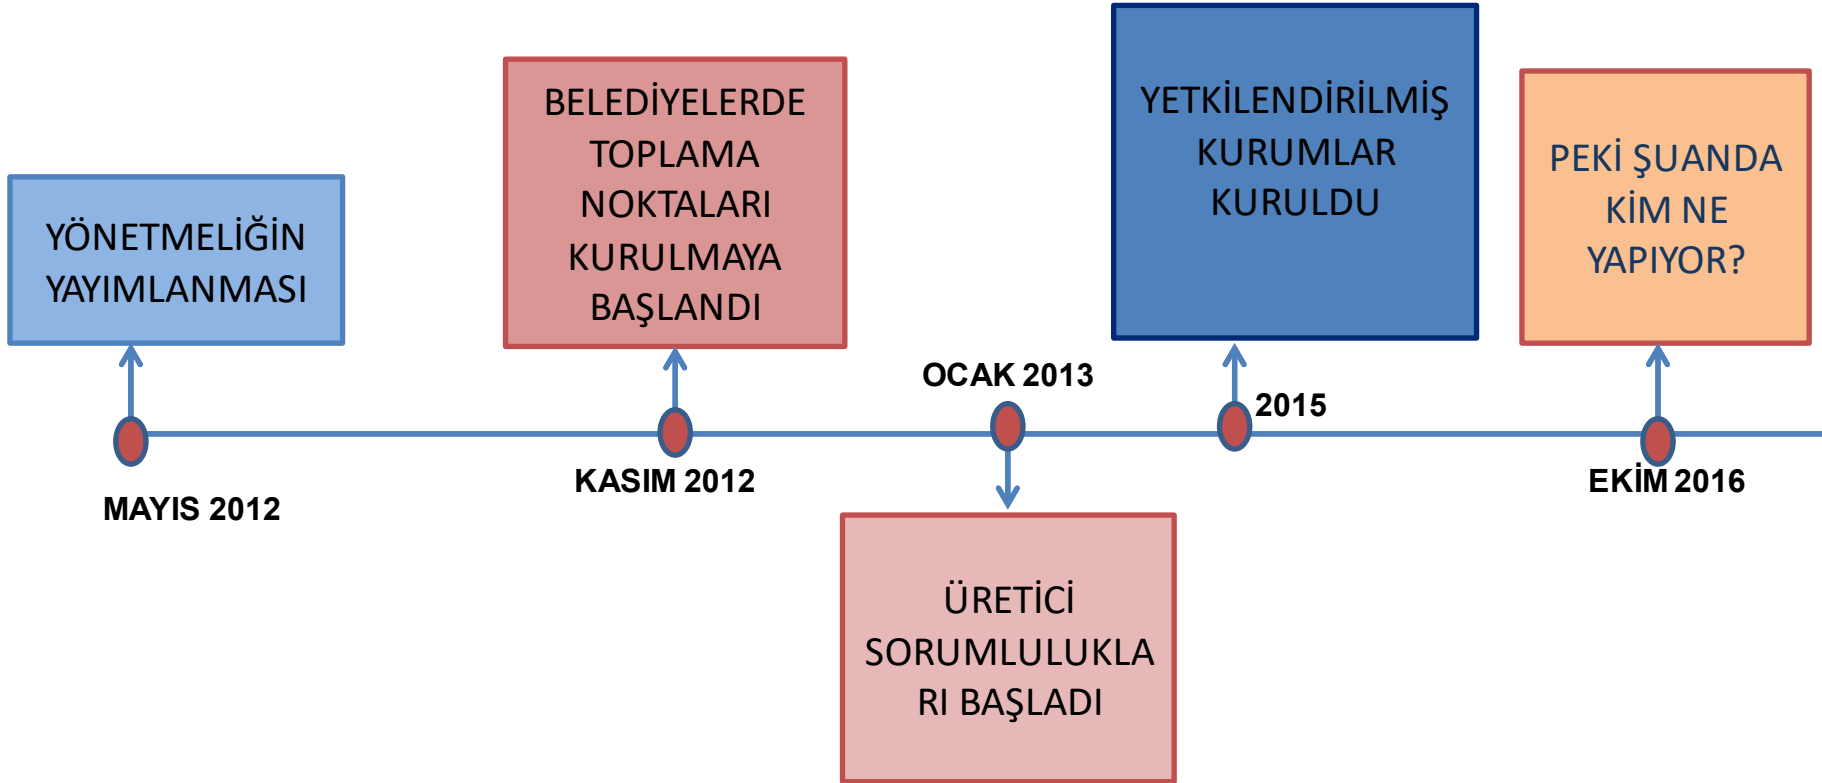 YÖNETMELİĞİN
YAYIMLANMASI
MAYIS 2012
BELEDİYELERDE
TOPLAMA
NOKTALARI
KURULMAYA
BAŞLANDI
KASIM 2012
OCAK 2013
ÜRETİCİ
SORUMLULUKLA
RI BAŞLADI
YETKİLENDİRİLMİŞ
KURUMLAR
KURULDU
2015
PEKİ ŞUANDA
KİM NE
YAPIYOR?
EKİM 2016